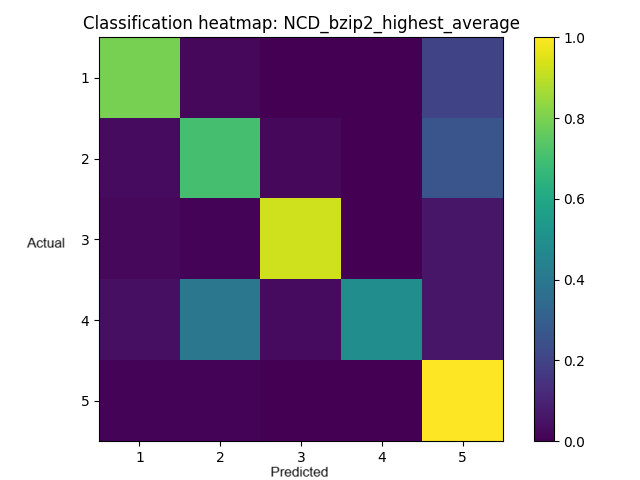 Classification heatmap: NCD_bzip2_highest_average
1
2
3
4
5
Actual
1 2 3 4 5
Predicted
1.0
0.8
0.6
0.4
0.2
0.0